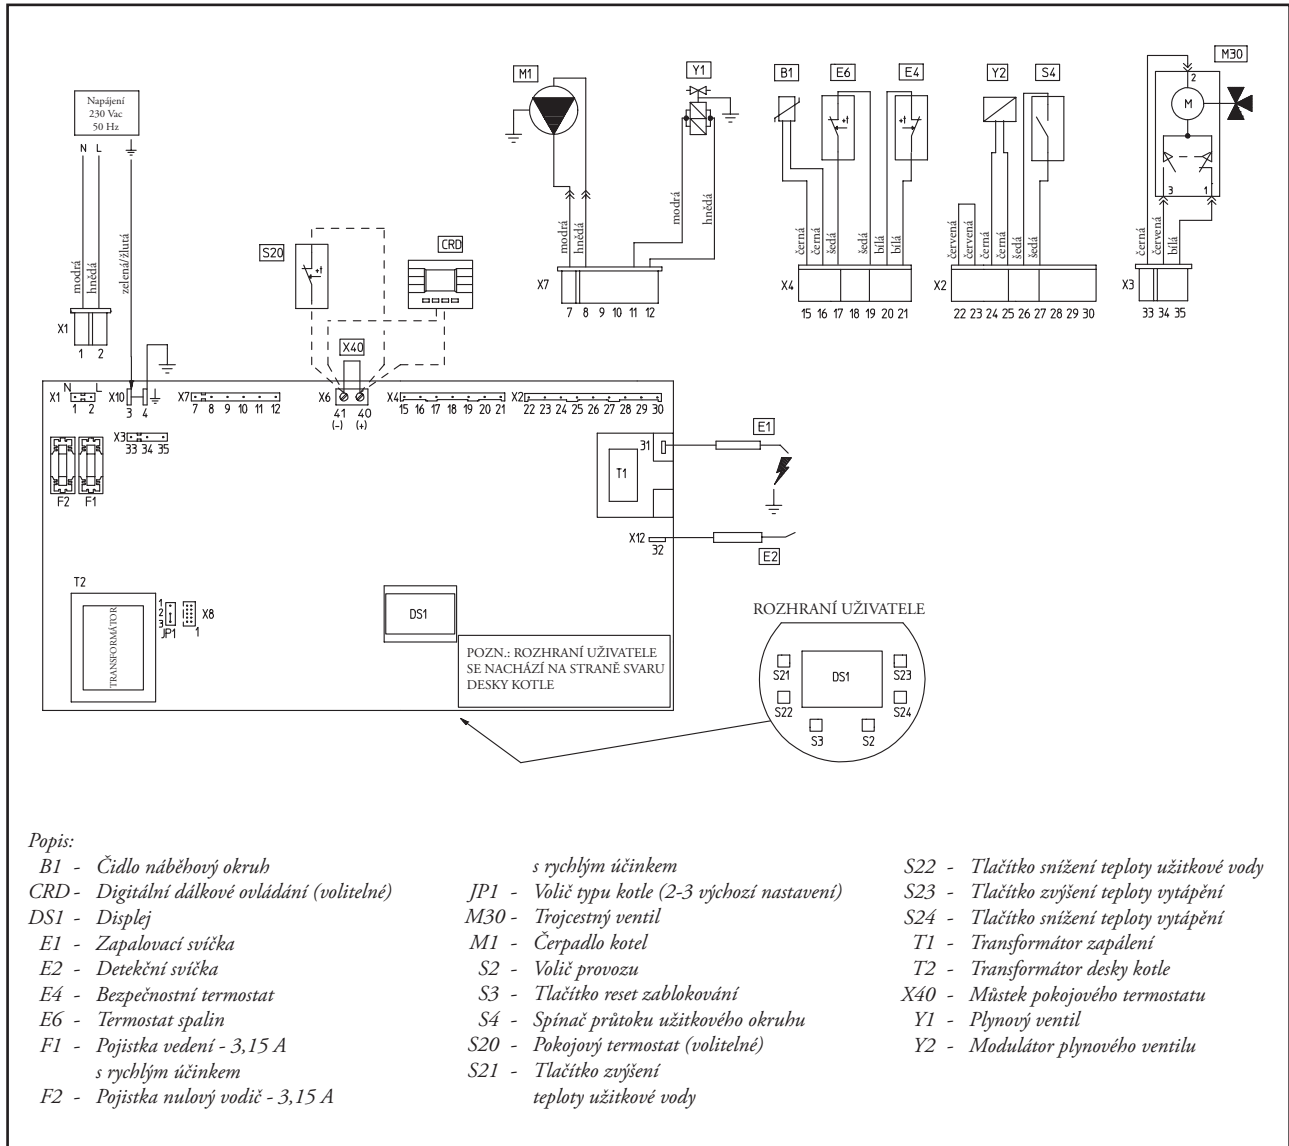 M1
Y1
B1
E6
E4
Y2
S4
M30
Napájení
230 Vac
50 Hz
N L
2
M
3 1
+t +t
modrá
hnědá
zelená/žlutá
modrá
hnědá
modrá
hnědá
černá
černá
šedá
šedá
bílá
bílá
červená
červená
černá
černá
šedá
šedá
černá
červená
bílá
S20
+t
CRD
X7
7 8 9 10 11 12
X4
15 16 17 18 19 20 21
X2
22 23 24 25 26 27 28 29 30
X3
33 34 35
X1
1 2
X40
X1 N L
1 2
X10
3 4
X7
7 8 9 10 11 12
X6
41 40
(-) (+)
X4
15 16 17 18 19 20 21
X2
22 23 24 25 26 27 28 29 30
X3
33 34 35
F2 F1
T1
31
E1
X12
32
E2
T2
TRANSFORMÁTOR
1
2
3
JP1
X8
1
DS1
POZN.: ROZHRANÍ UŽIVATELE
SE NACHÁZÍ NA STRANĚ SVARU
DESKY KOTLE
ROZHRANÍ UŽIVATELE
S21
DS1
S23
S22
S24
S3
S2
Popis:
B1 - Čidlo náběhový okruh
CRD - Digitální dálkové ovládání (volitelné)
DS1 - Displej
E1 - Zapalovací svíčka
E2 - Detekční svíčka
E4 - Bezpečnostní termostat
E6 - Termostat spalin
F1 - Pojistka vedení - 3,15 A
s rychlým účinkem
F2 - Pojistka nulový vodič - 3,15 A
s rychlým účinkem
JP1 - Volič typu kotle (2-3 výchozí nastavení)
M30 - Trojcestný ventil
M1 - Čerpadlo kotel
S2 - Volič provozu
S3 - Tlačítko reset zablokování
S4 - Spínač průtoku užitkového okruhu
S20 - Pokojový termostat (volitelné)
S21 - Tlačítko zvýšení
teploty užitkové vody
S22 - Tlačítko snížení teploty užitkové vody
S23 - Tlačítko zvýšení teploty vytápění
S24 - Tlačítko snížení teploty vytápění
T1 - Transformátor zapálení
T2 - Transformátor desky kotle
X40 - Můstek pokojového termostatu
Y1 - Plynový ventil
Y2 - Modulátor plynového ventilu